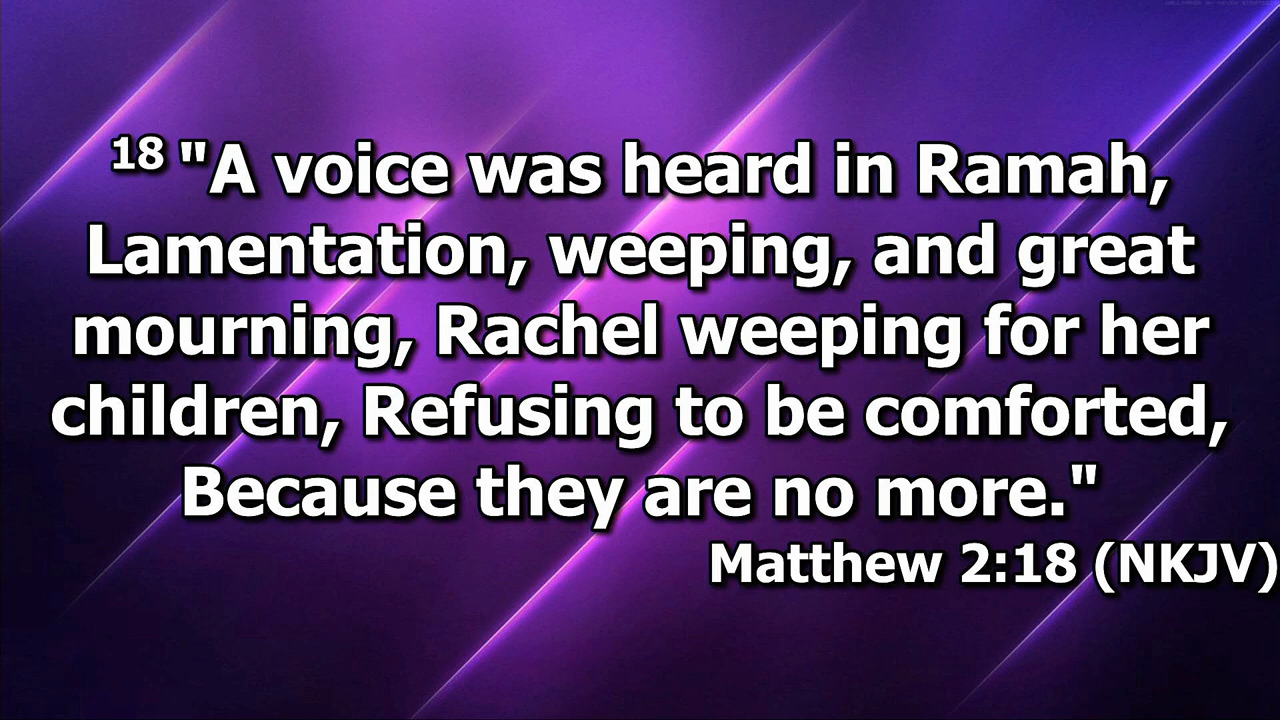 18 "A voice was heard in Ramah,
Lamentation, weeping, and great
mourning, Rachel weeping for her
children, Refusing to be comforted,
Because they are no more."
Matthew 2:18 (NKJV)